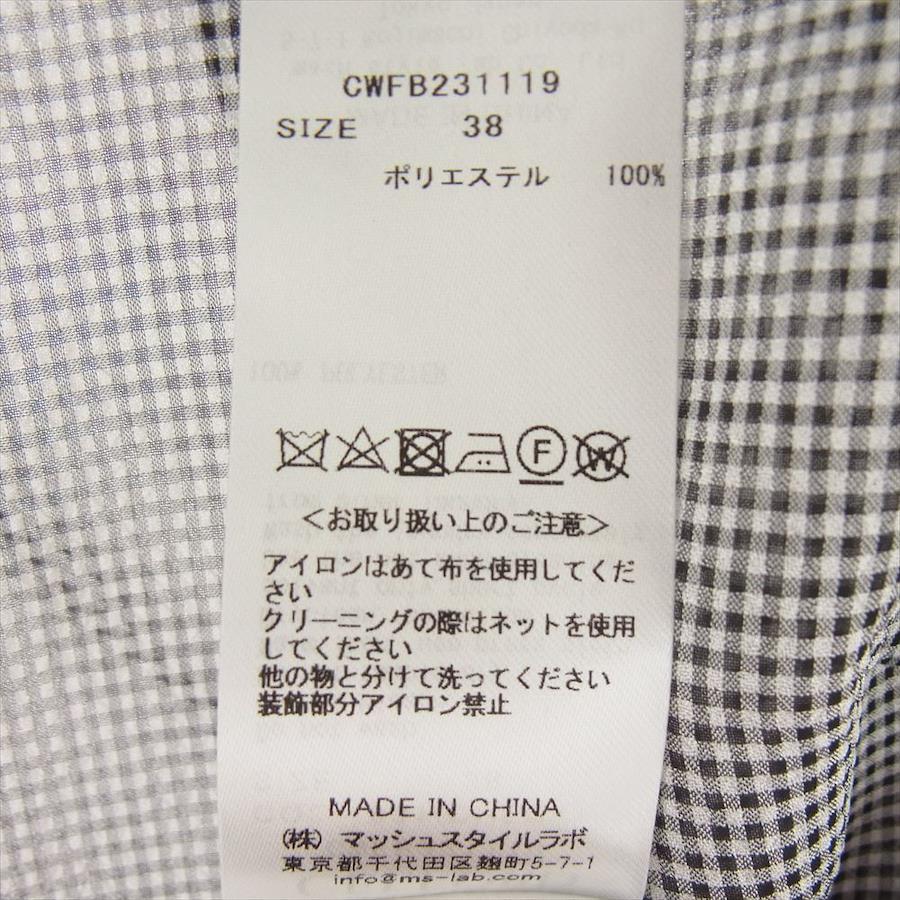 CWFB231119
SIZE 38
ポリエステル 100%
100% POLYESTER
F
W
<お取り扱い上のご注意>
アイロンはあて布を使用してくだ
さい
クリーニングの際はネットを使用
してください
他の物と分けて洗ってください
装飾部分アイロン禁止
MADE IN CHINA
(株) マッシュスタイルラボ
東京都千代田区麹町5-7-1
info@ms-lab.com